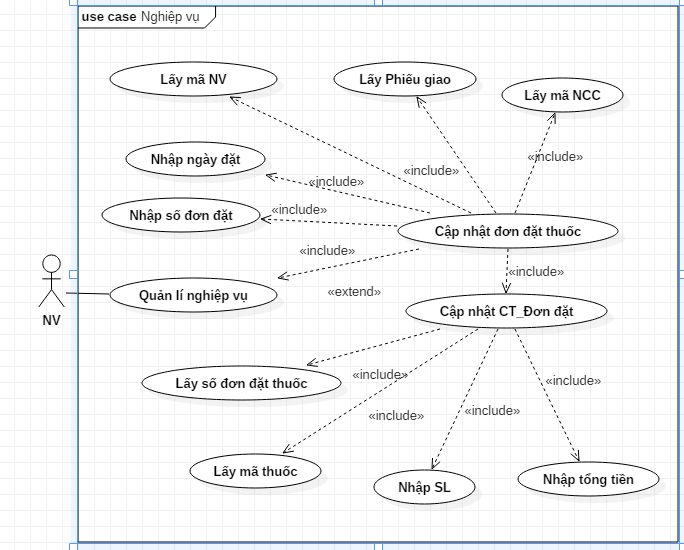 use case Nghiệp vụ
Lấy mã NV
Lấy Phiếu giao
Lấy mã NCC
Nhập ngày đặt
«include»
«include»
«include»
Nhập số đơn đặt
«include»
Cập nhật đơn đặt thuốc
«include»
«include»
Quản lí nghiệp vụ
«extend»
NV
Cập nhật CT_Đơn đặt
Lấy số đơn đặt thuốc
«include»
«include»
«include»
«include»
Lấy mã thuốc
Nhập SL
Nhập tổng tiền